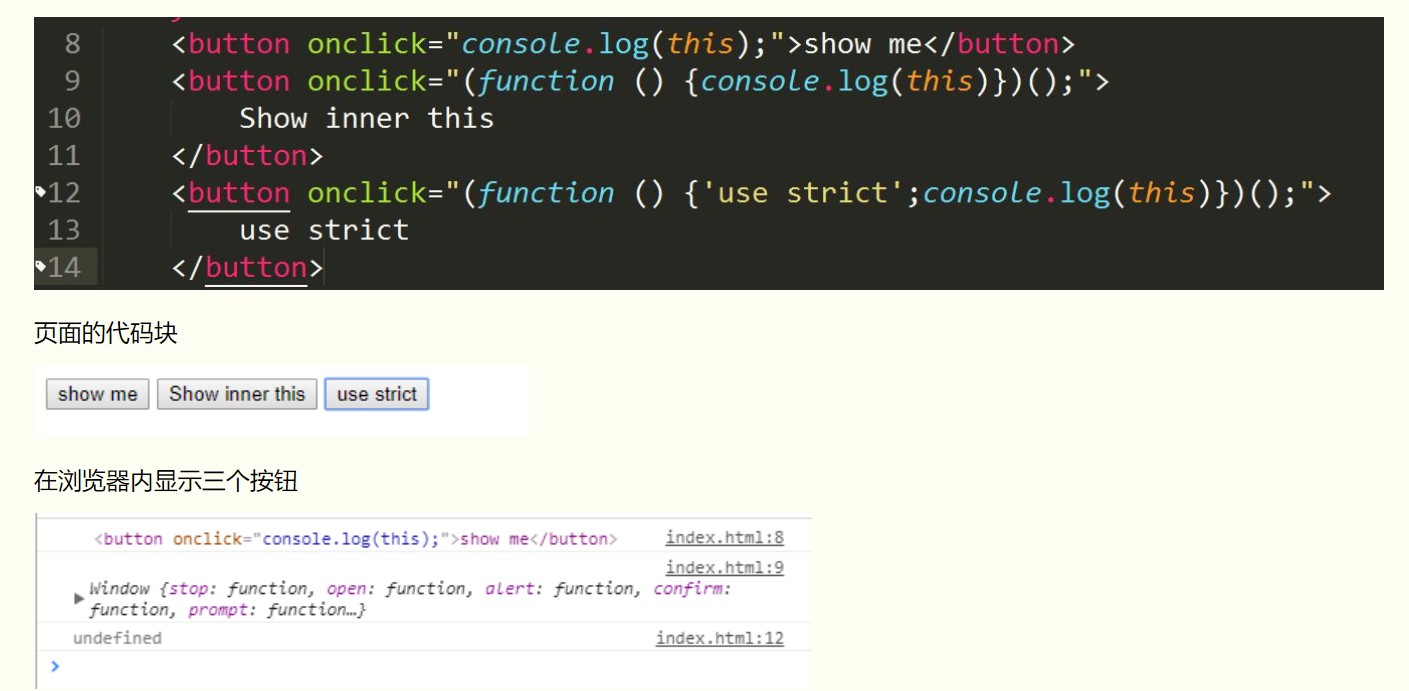 8 <button onclick="console.log(this);">show me</button>
9 <button onclick="(function () {console.log(this)})();">
10 Show inner this
11 </button>
12 <button onclick="(function () {'use strict';console.log(this)})();">
13 use strict
14 </button>
页面的代码块
show me Show inner this use strict
在浏览器内显示三个按钮
<button onclick="console.log(this);">show me</button> index.html:8
index.html:9
Window {stop: function, open: function, alert: function, confirm:
function, prompt: function…}
undefined index.html:12